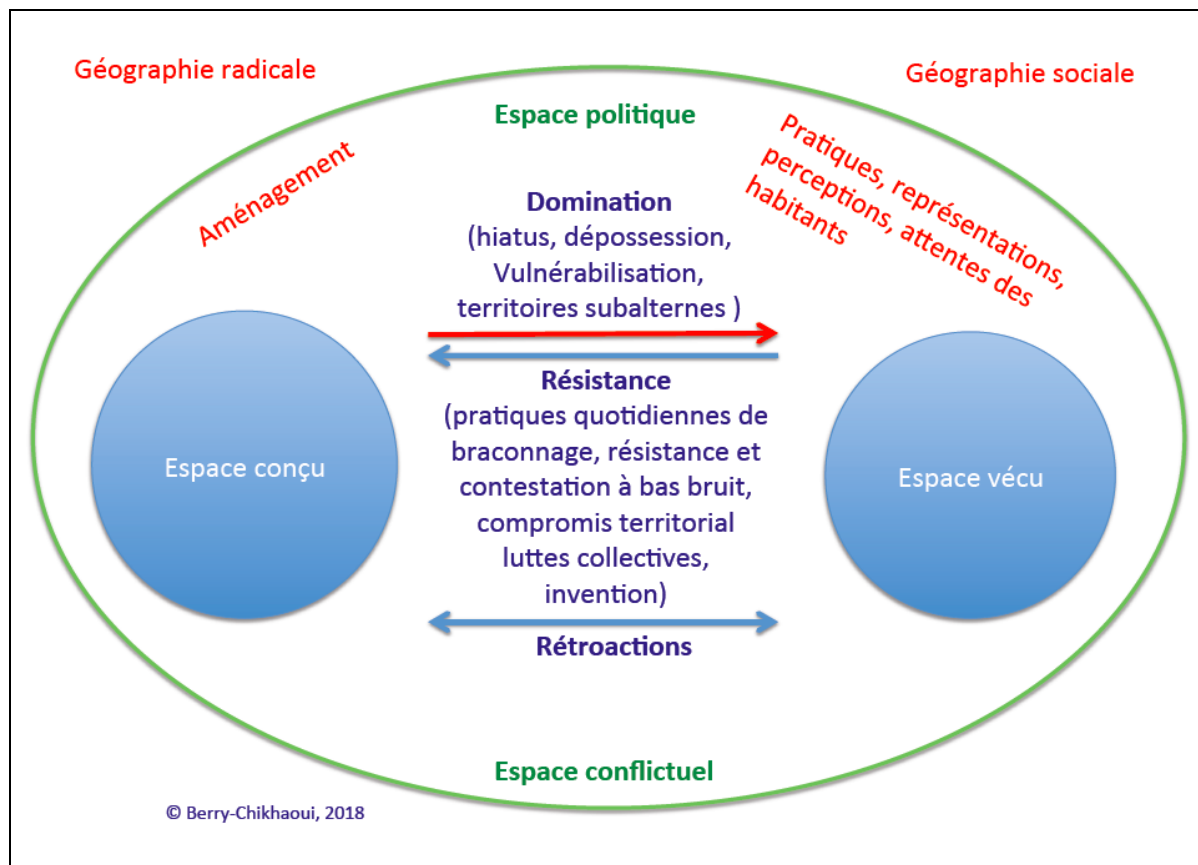 Géographie radicale
Géographie sociale
Espace politique
Aménagement
Pratiques, représentations,
perceptions, attentes des
habitants
Domination
(hiatus, dépossession,
Vulnérabilisation,
territoires subalternes )
Résistance
(pratiques quotidiennes de
braconnage, résistance et
contestation à bas bruit,
compromis territorial
luttes collectives,
invention)
Espace conçu
Espace vécu
Rétroactions
Espace conflictuel
© Berry-Chikhaoui, 2018